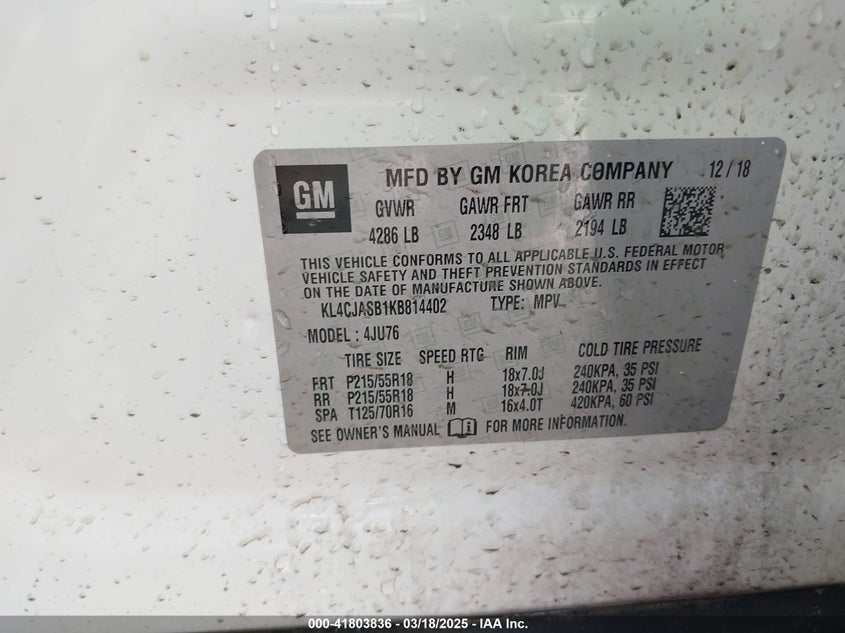 GM
MFD BY GM KOREA COMPANY 12/18
GVWR GAWR FRT GAWR RR
4286 LB 2348 LB 2194 LB
THIS VEHICLE CONFORMS TO ALL APPLICABLE U.S. FEDERAL MOTOR
VEHICLE SAFETY AND THEFT PREVENTION STANDARDS IN EFFECT
ON THE DATE OF MANUFACTURE SHOWN ABOVE.
KL4CJASB1KB814402 TYPE: MPV
MODEL: 4JU76
TIRE SIZE SPEED RTG RIM COLD TIRE PRESSURE
FRT P215/55R18 H 18x7.0J 240KPA, 35 PSI
RR P215/55R18 H 18x7.0J 240KPA, 35 PSI
SPA T125/70R16 M 16x4.0T 420KPA, 60 PSI
SEE OWNER'S MANUAL FOR MORE INFORMATION.
000-41803836 - 03/18/2025 - IAA Inc.